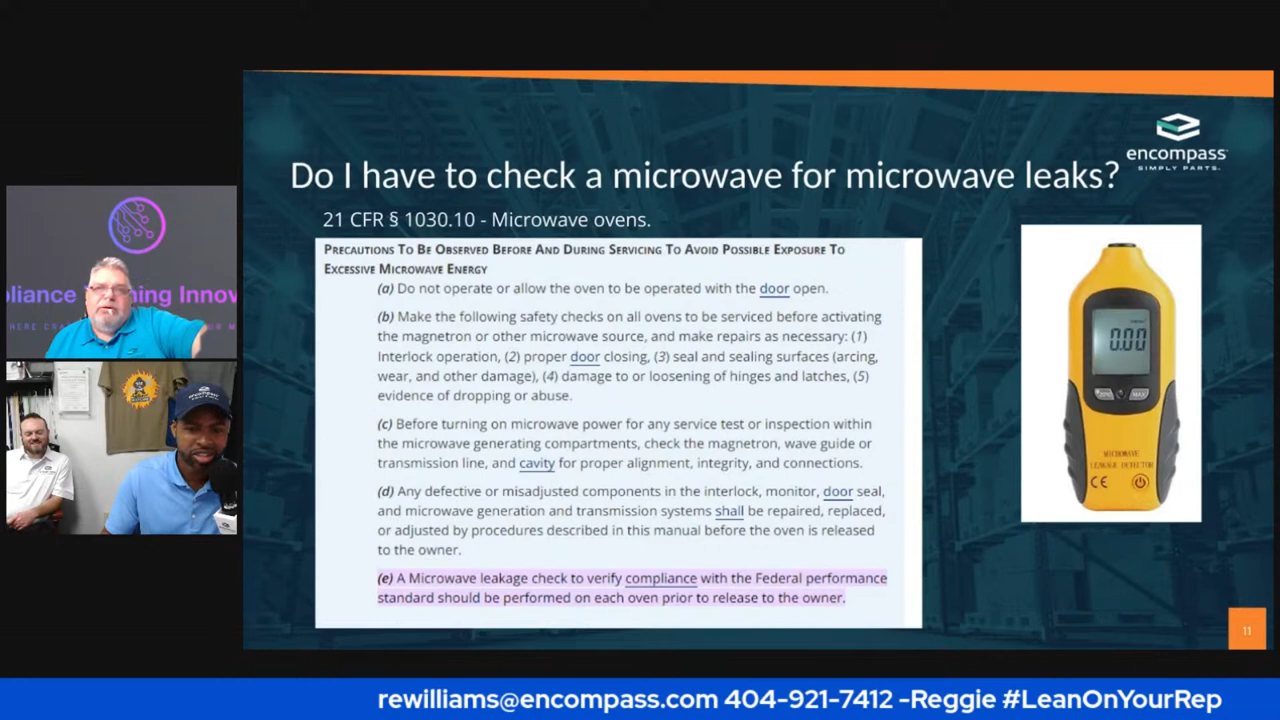 encompass
SIMPLY PARTS.
Do I have to check a microwave for microwave leaks?
21 CFR § 1030.10 - Microwave ovens.
PRECAUTIONS TO BE OBSERVED BEFORE AND DURING SERVICING TO AVOID POSSIBLE EXPOSURE TO
EXCESSIVE MICROWAVE ENERGY
(a) Do not operate or allow the oven to be operated with the door open.
(b) Make the following safety checks on all ovens to be serviced before activating
the magnetron or other microwave source, and make repairs as necessary: (1)
Interlock operation, (2) proper door closing, (3) seal and sealing surfaces (arcing,
wear, and other damage), (4) damage to or loosening of hinges and latches, (5)
evidence of dropping or abuse.
(c) Before turning on microwave power for any service test or inspection within
the microwave generating compartments, check the magnetron, wave guide or
transmission line, and cavity for proper alignment, integrity, and connections.
(d) Any defective or misadjusted components in the interlock, monitor, door seal,
and microwave generation and transmission systems shall be repaired, replaced,
or adjusted by procedures described in this manual before the oven is released
to the owner.
(e) A Microwave leakage check to verify compliance with the Federal performance
standard should be performed on each oven prior to release to the owner.
0.00
MAX
MICROWAVE
LEAKAGE DETECTOR
CE
pliance
ning Innov
encompass
11
rewilliams@encompass.com 404-921-7412 -Reggie #LeanOnYourRep